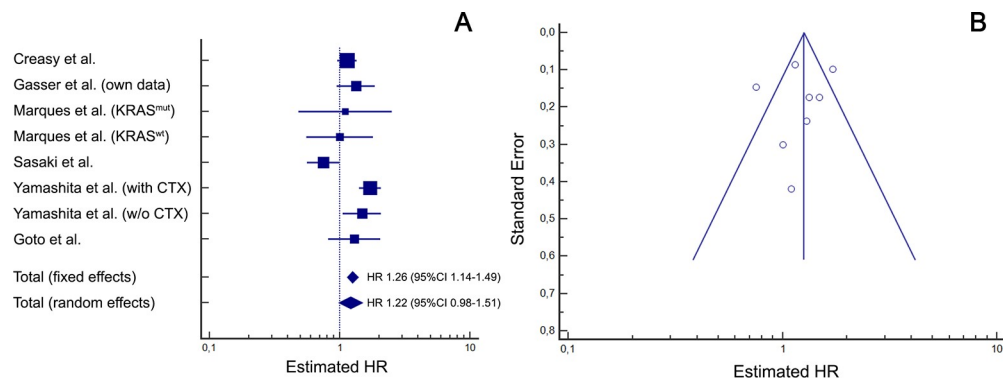 A
Creasy et al.
Gasser et al. (own data)
Marques et al. (KRASmut)
Marques et al. (KRASwt)
Sasaki et al.
Yamashita et al. (with CTX)
Yamashita et al. (w/o CTX)
Goto et al.
Total (fixed effects)
HR 1.26 (95%CI 1.14-1.49)
Total (random effects)
HR 1.22 (95%CI 0.98-1.51)
0,1
1
10
Estimated HR
B
Standard Error
0,0
0,1
0,2
0,3
0,4
0,5
0,6
0,7
0,8
0,1
1
10
Estimated HR